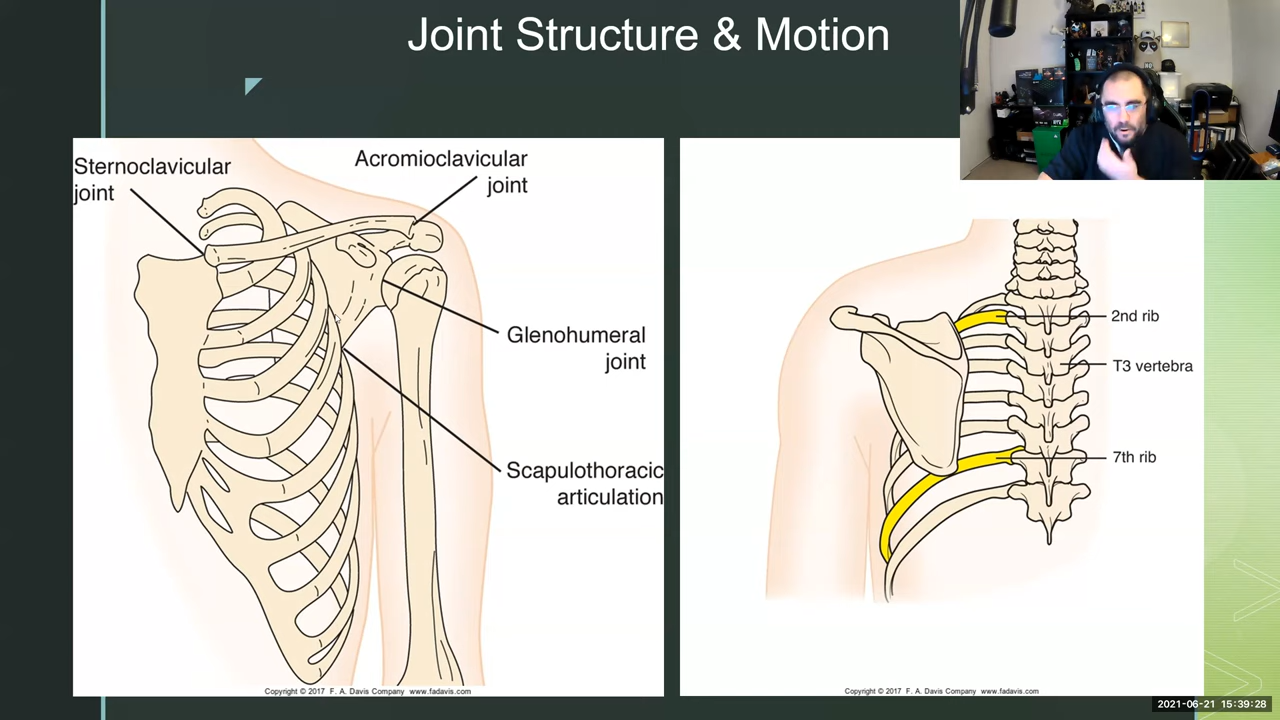 Joint Structure & Motion
Sternoclavicular
joint
Acromioclavicular
joint
Glenohumeral
joint
Scapulothoracic
articulation
Copyright © 2017 F. A. Davis Company www.fadavis.com
2nd rib
T3 vertebra
7th rib
Copyright © 2017 F. A. Davis Company www.fadavis.com
2021-06-21 15:39:28